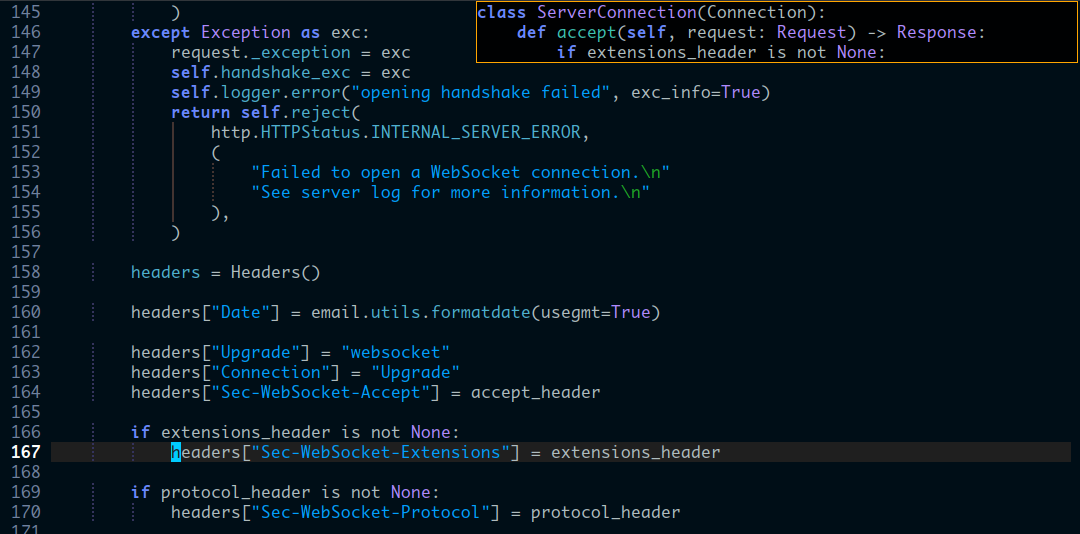 145             )
class ServerConnection(Connection):
146         except Exception as exc:
    def accept(self, request: Request) -> Response:
147             request._exception = exc
        if extensions_header is not None:
148             self.handshake_exc = exc
149             self.logger.error("opening handshake failed", exc_info=True)
150             return self.reject(
151                 http.HTTPStatus.INTERNAL_SERVER_ERROR,
152                 (
153                     "Failed to open a WebSocket connection.\n"
154                     "See server log for more information.\n"
155                 ),
156             )
157
158         headers = Headers()
159
160         headers["Date"] = email.utils.formatdate(usegmt=True)
161
162         headers["Upgrade"] = "websocket"
163         headers["Connection"] = "Upgrade"
164         headers["Sec-WebSocket-Accept"] = accept_header
165
166         if extensions_header is not None:
167             headers["Sec-WebSocket-Extensions"] = extensions_header
168
169         if protocol_header is not None:
170             headers["Sec-WebSocket-Protocol"] = protocol_header
171